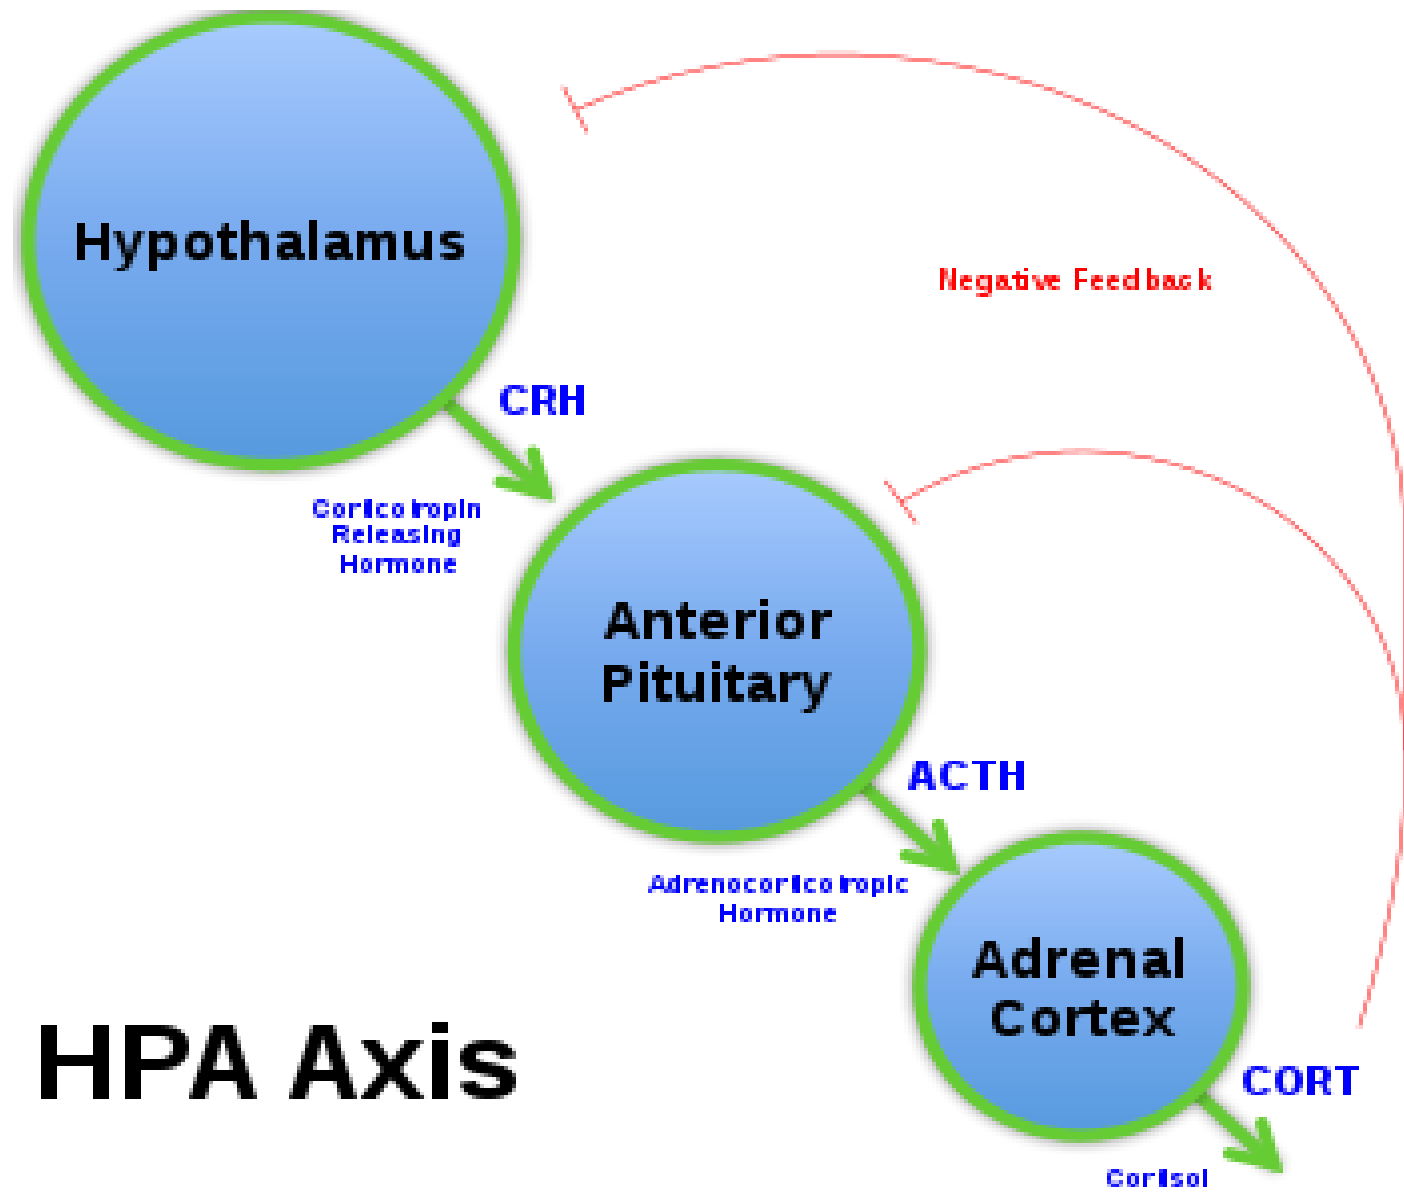 Hypothalamus
Negative Feedback
CRH
Corticotropin
Releasing
Hormone
Anterior
Pituitary
ACTH
Adrenocorticotropic
Hormone
Adrenal
Cortex
HPA Axis
CORT
Cortisol